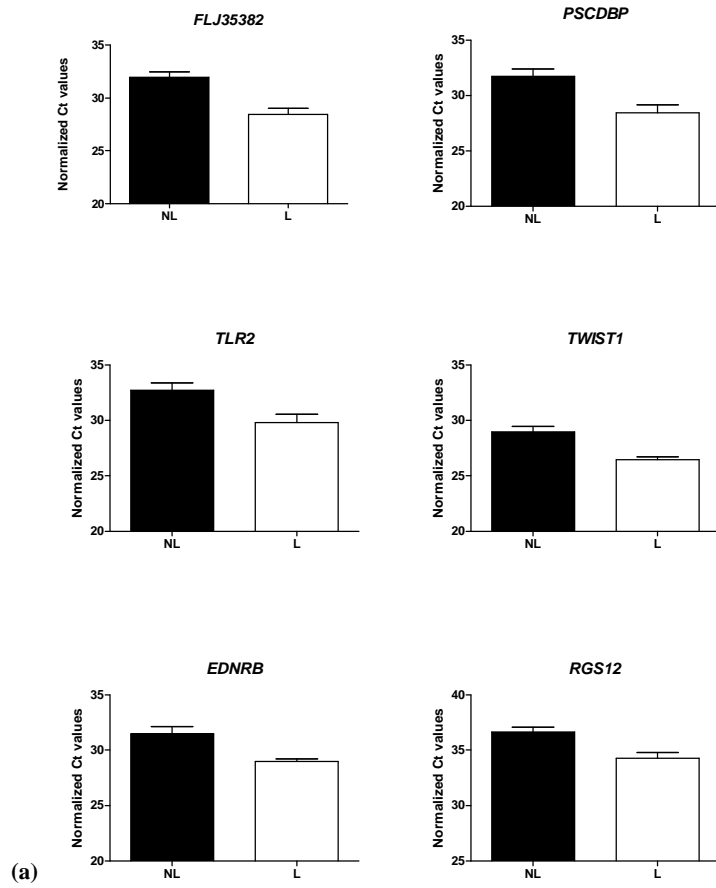 FLJ35382
Normalized Ct values
35
30
25
20
NL
L
PSCDBP
Normalized Ct values
35
30
25
20
NL
L
TLR2
Normalized Ct values
35
30
25
20
NL
L
TWIST1
Normalized Ct values
35
30
25
20
NL
L
EDNRB
Normalized Ct values
35
30
25
20
NL
L
RGS12
Normalized Ct values
40
35
30
25
NL
L
(a)